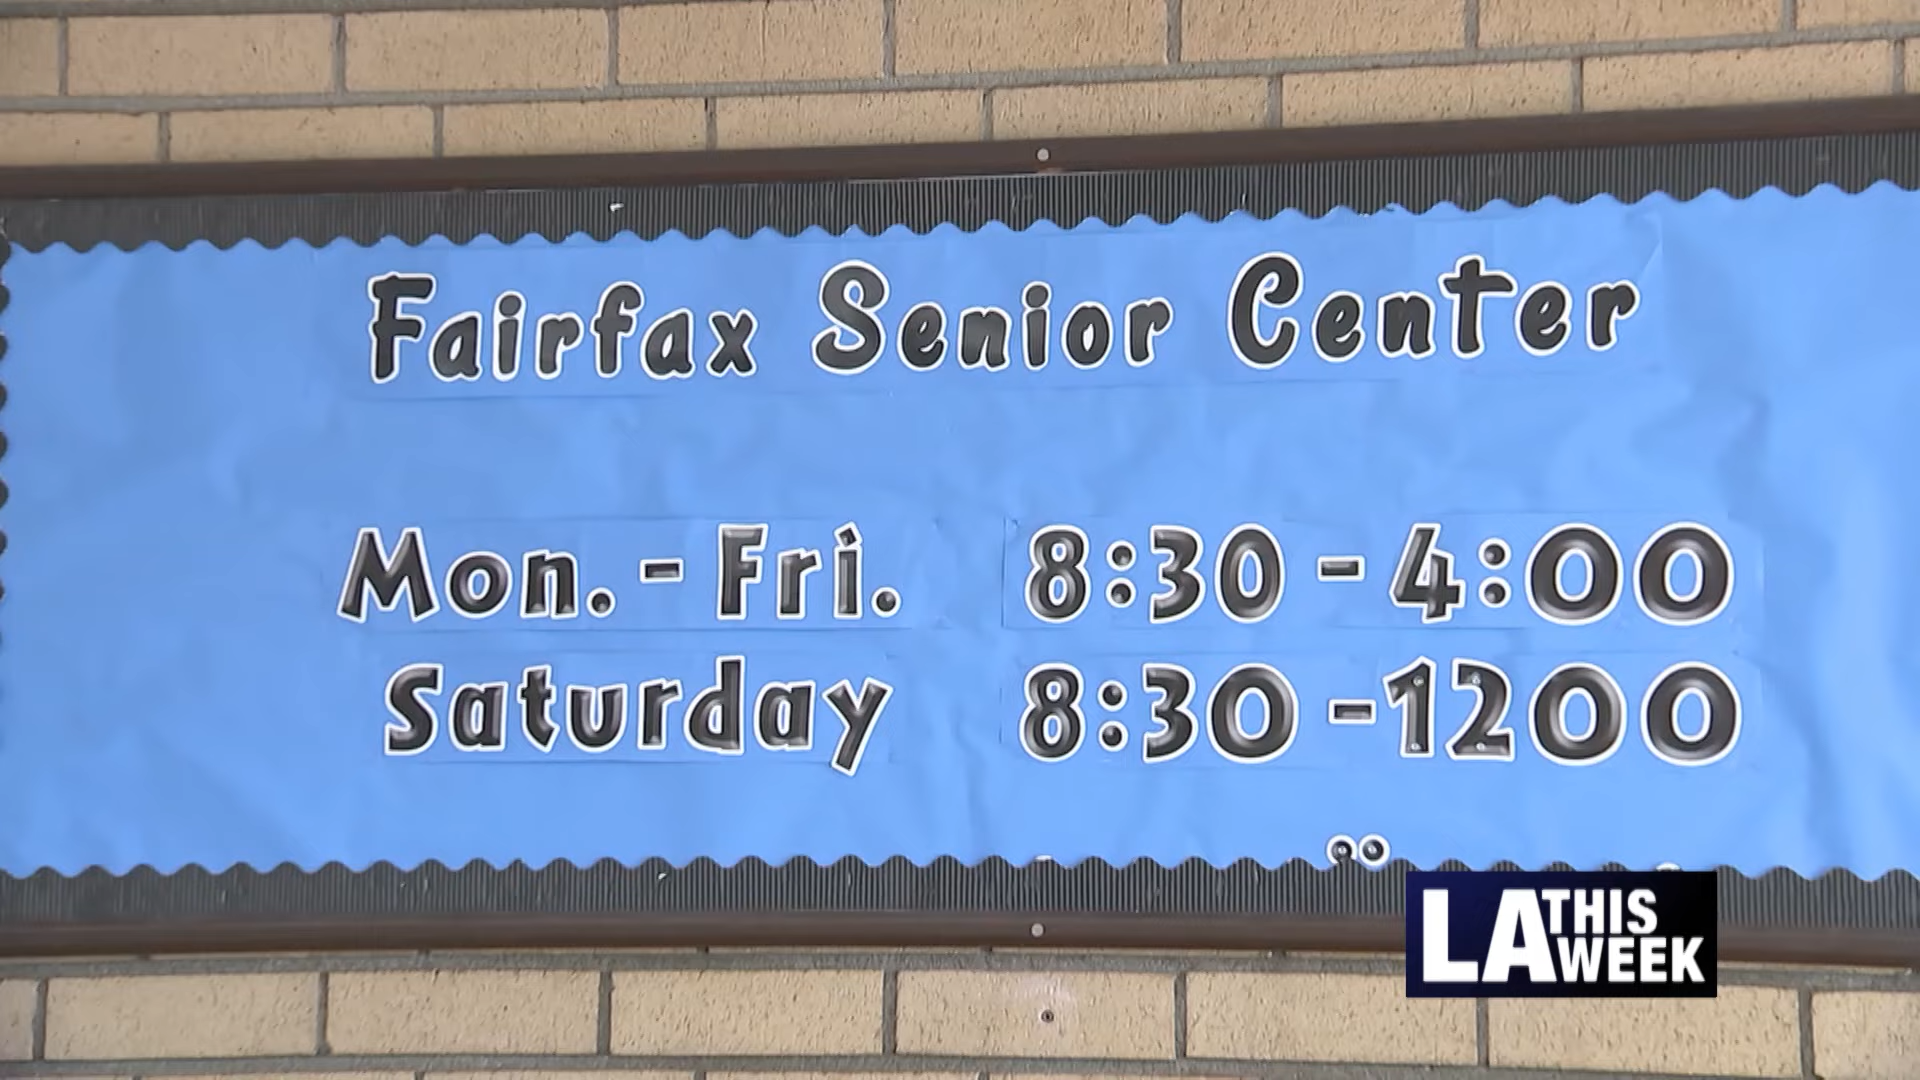 Fairfax Senior Center
Mon.-Fri. 8:30-4:00
Saturday 8:30-1200
LA THIS WEEK